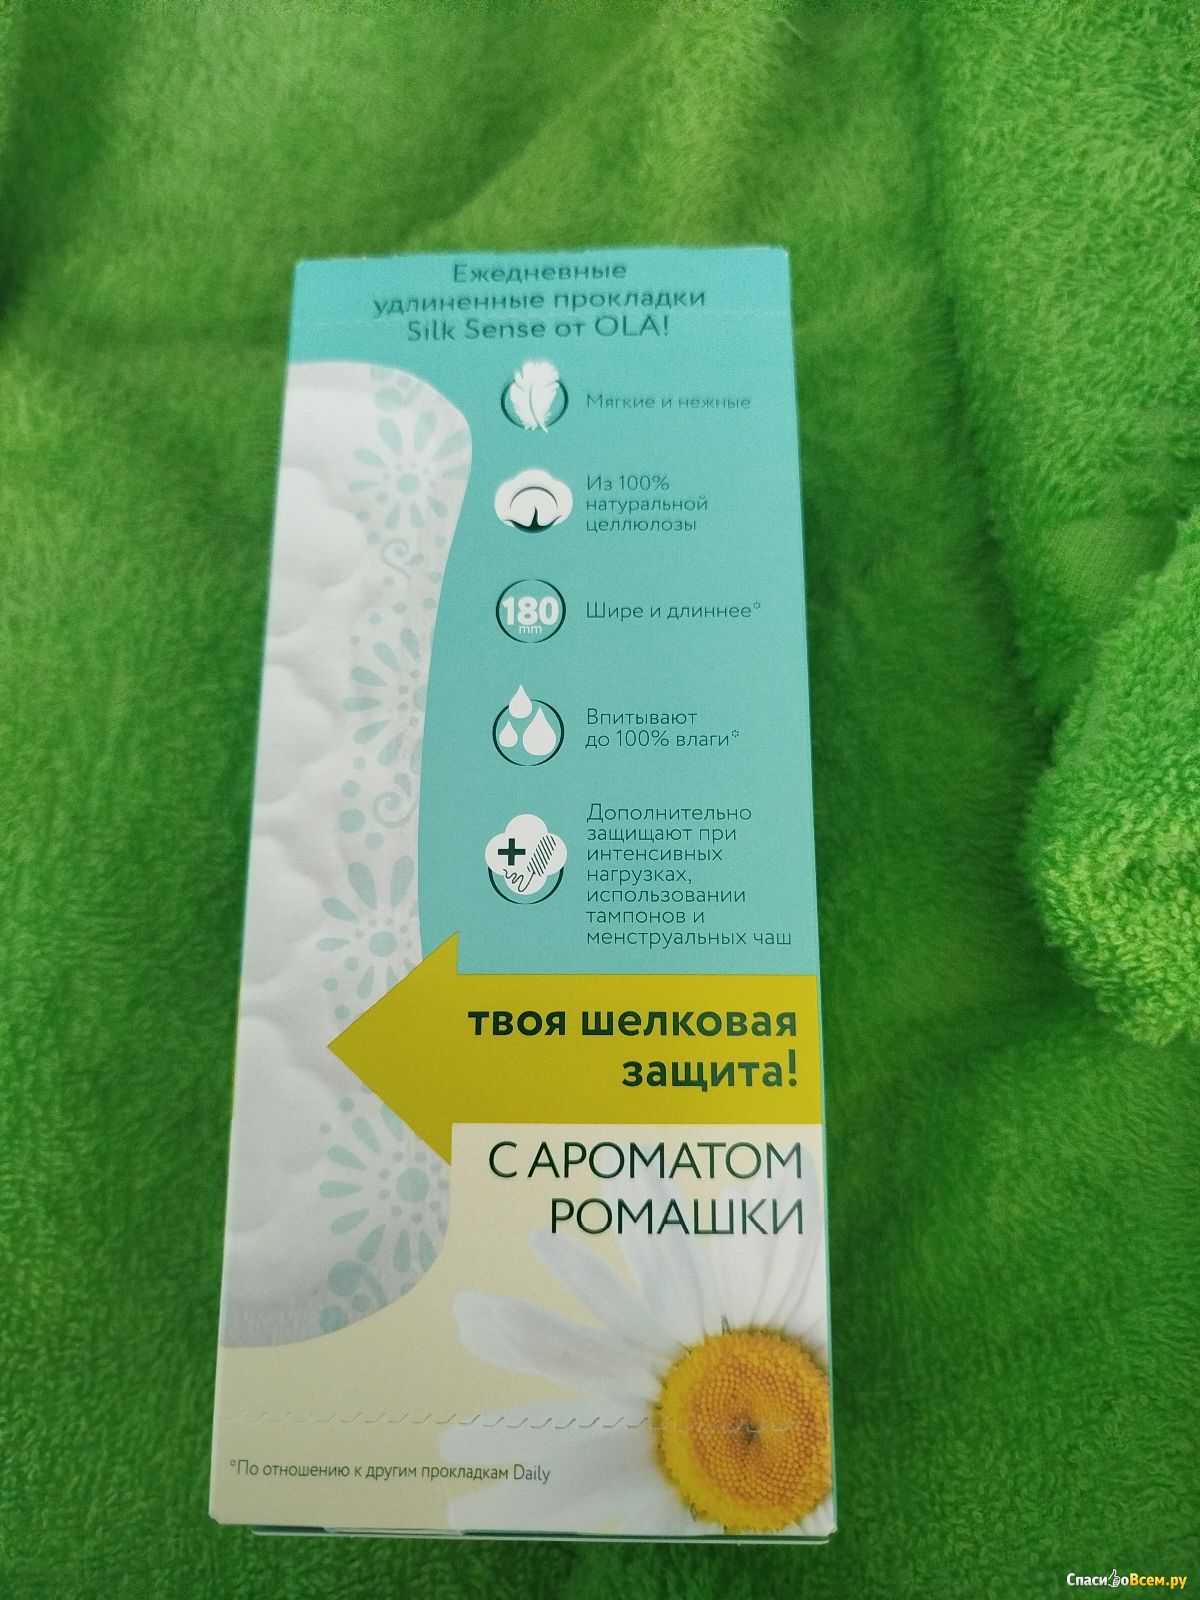 Ежедневные
удлиненные прокладки
Silk Sense от OLA!
Мягкие и нежные
Из 100%
натуральной
целлюлозы
180
mm
Шире и длиннее*
Впитывают
до 100% влаги*
Дополнительно
защищают при
интенсивных
нагрузках,
использовании
тампонов и
менструальных чаш
твоя шелковая
защита!
С АРОМАТОМ
РОМАШКИ
*По отношению к другим прокладкам Daily
СпасибоВсем.ру